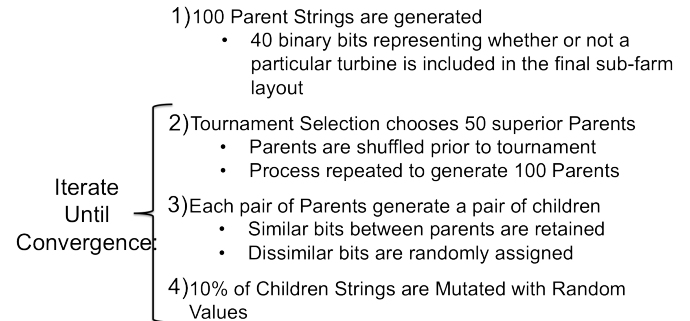 1)100 Parent Strings are generated
• 40 binary bits representing whether or not a
particular turbine is included in the final sub-farm
layout
2)Tournament Selection chooses 50 superior Parents
• Parents are shuffled prior to tournament
• Process repeated to generate 100 Parents
Iterate
Until
Convergence:
3)Each pair of Parents generate a pair of children
• Similar bits between parents are retained
• Dissimilar bits are randomly assigned
4)10% of Children Strings are Mutated with Random
Values